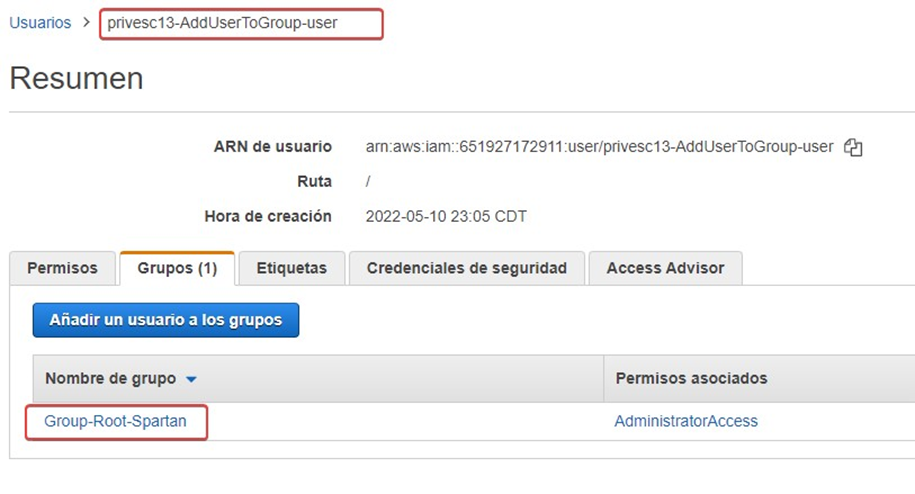 Usuarios > privesc13-AddUserToGroup-user
Resumen
ARN de usuario arn:aws:iam::651927172911:user/privesc13-AddUserToGroup-user
Ruta /
Hora de creación 2022-05-10 23:05 CDT
Permisos Grupos (1) Etiquetas Credenciales de seguridad Access Advisor
Añadir un usuario a los grupos
Nombre de grupo Permisos asociados
Group-Root-Spartan AdministratorAccess